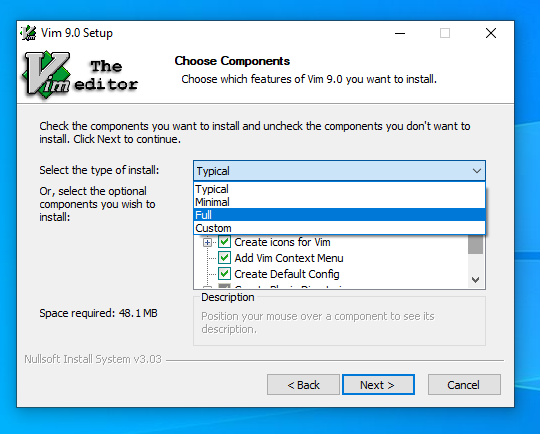 Vim 9.0 Setup
Vim
The
editor
Choose Components
Choose which features of Vim 9.0 you want to install.
Check the components you want to install and uncheck the components you don't want to
install. Click Next to continue.
Select the type of install:
Typical
Or, select the optional
components you wish to
install:
Typical
Minimal
Full
Custom
Create icons for Vim
Add Vim Context Menu
Create Default Config
Space required: 48.1 MB
Description
Position your mouse over a component to see its
description.
Nullsoft Install System v3.03
< Back
Next >
Cancel